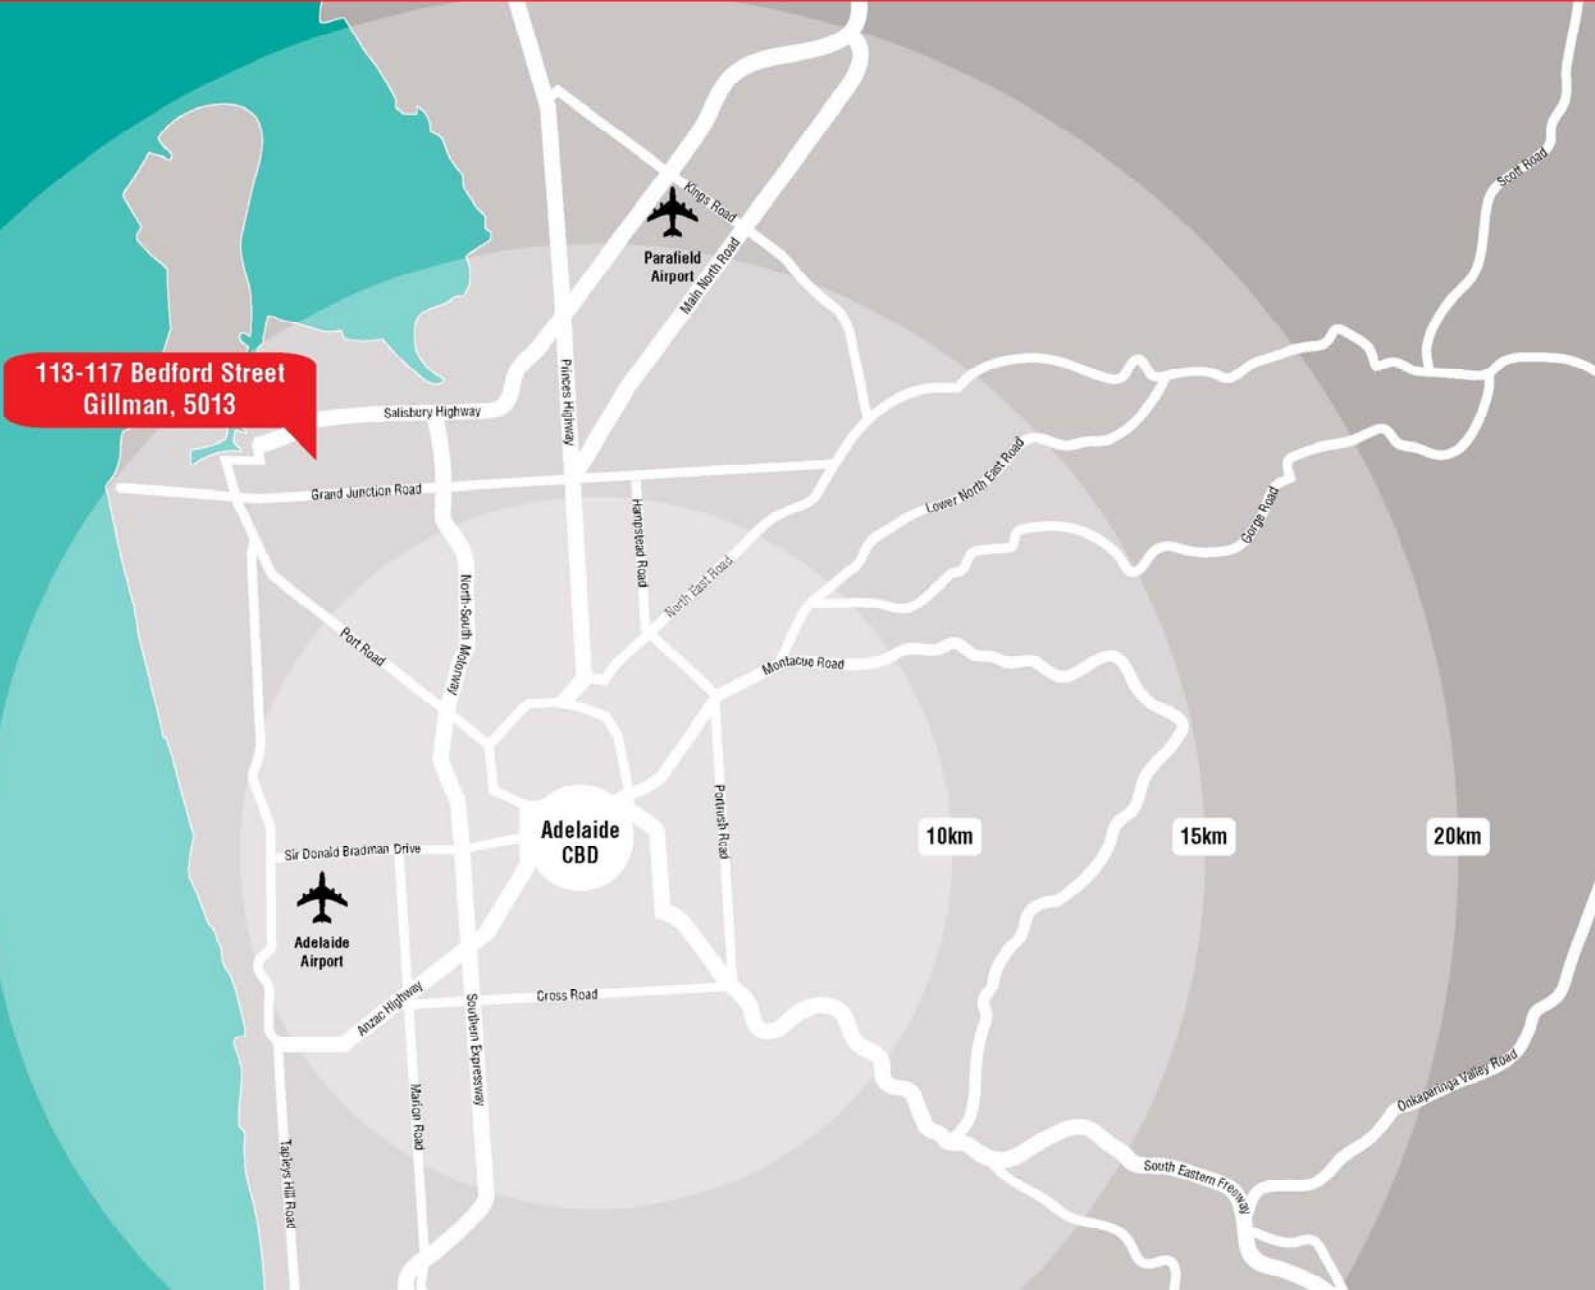 Scott Road
Kings Road
Parafield
Airport
Main North Road
113-117 Bedford Street
Gillman, 5013
Princes Highway
Salisbury Highway
Grand Junction Road
Hampstead Road
Lower North East Road
Gorge Road
North East Road
North-South Motorway
Port Road
Montacue Road
Portrush Road
Adelaide
CBD
10km
15km
20km
Sir Donald Bradman Drive
Adelaide
Airport
Anzac Highway
Cross Road
Southern Expressway
Marion Road
Tapleys Hill Road
Onkaparinga Valley Road
South Eastern Freeway